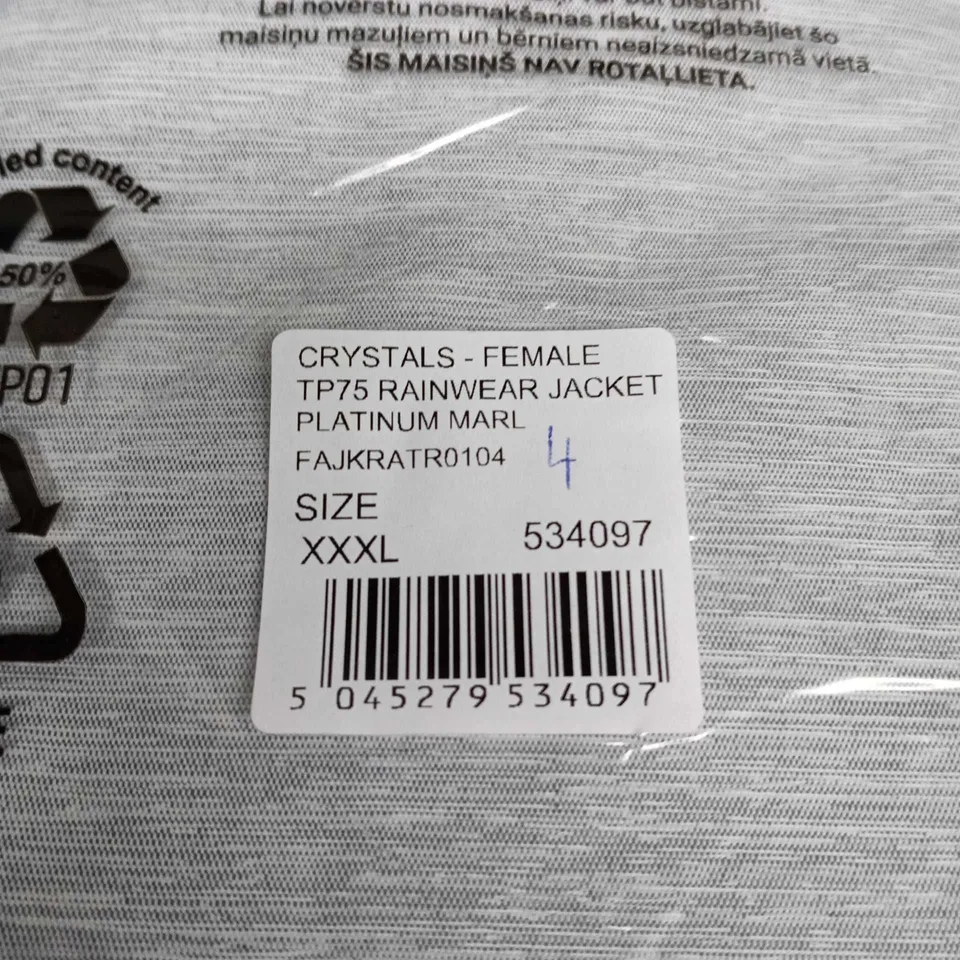 Lai novērstu nosmakšanas risku, uzglabājiet šo
maisiņu mazuļiem un bērniem neaizsniedzamā vietā.
ŠIS MAISIŅŠ NAV ROTAĻLIETA.
content
50%
P01
CRYSTALS - FEMALE
TP75 RAINWEAR JACKET
PLATINUM MARL
FAJKRATR0104
4
SIZE
XXXL
534097
5 045279 534097